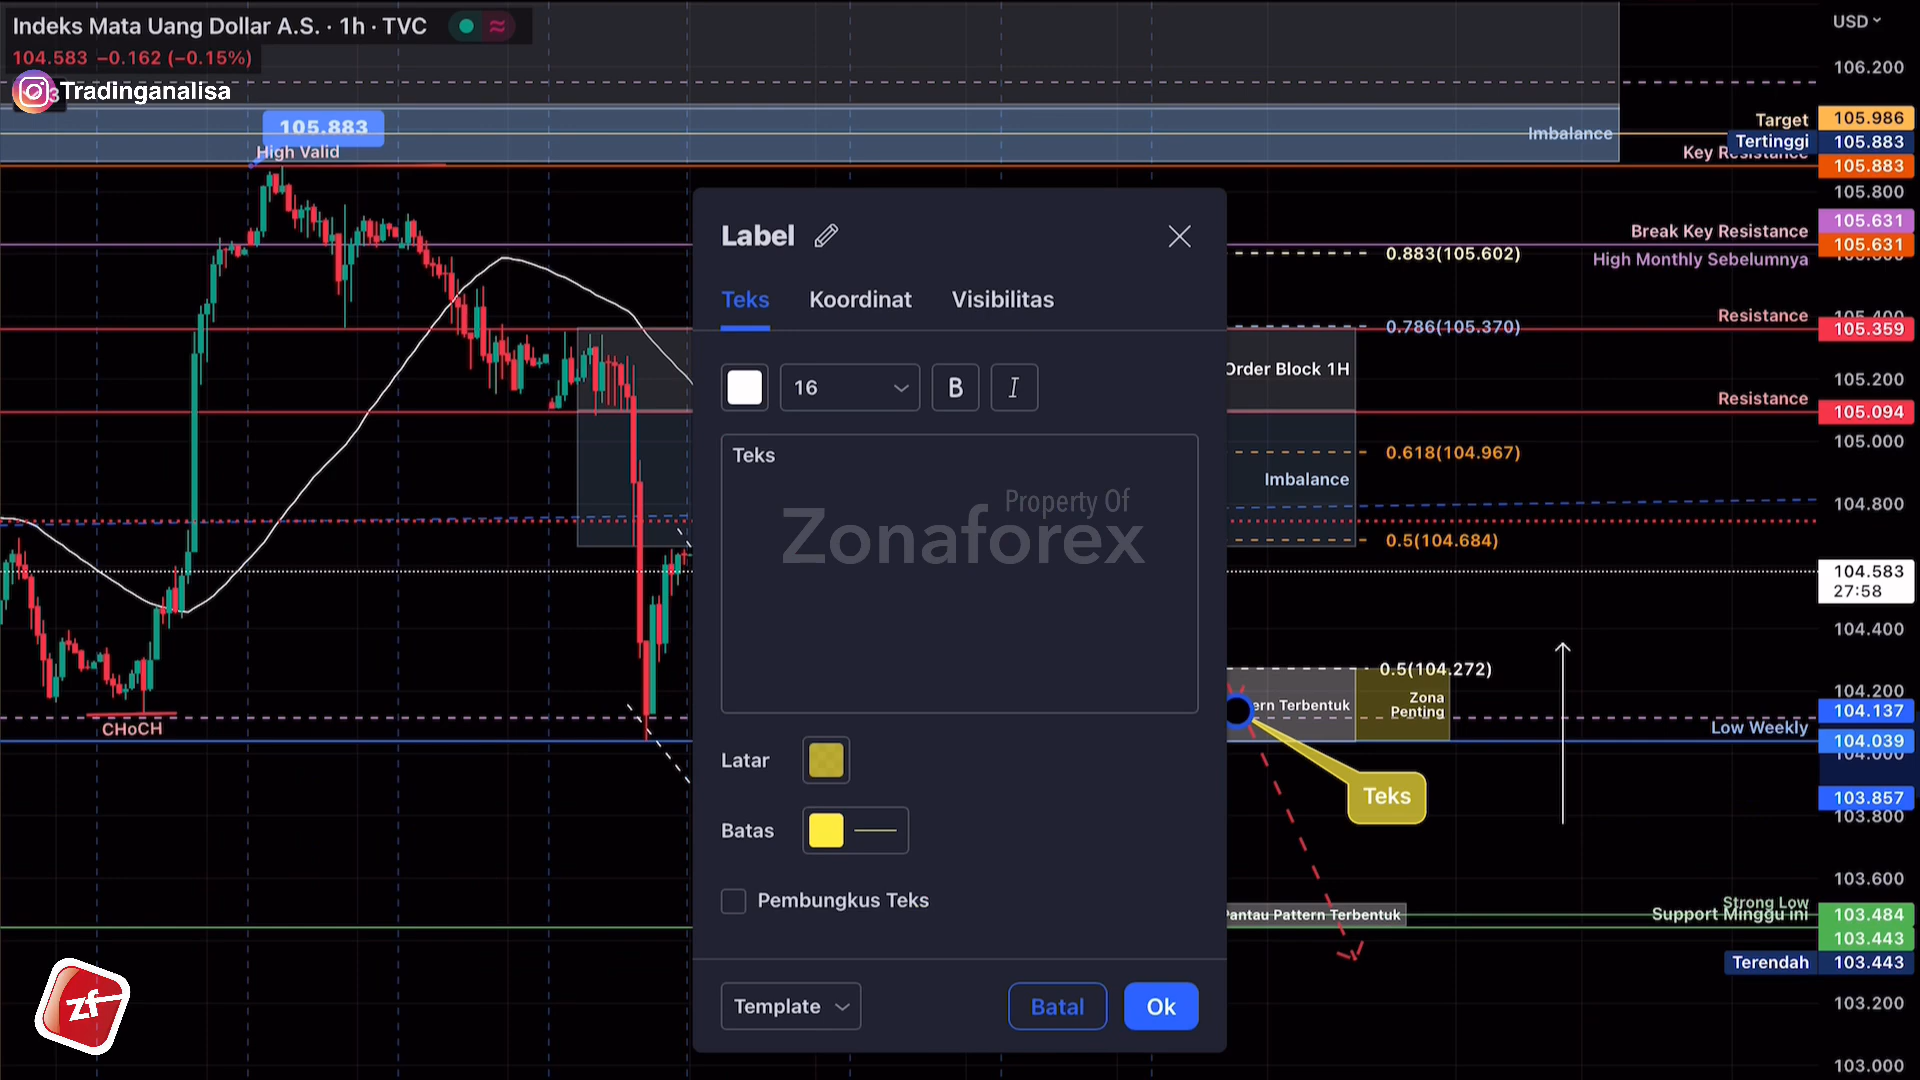 Indeks Mata Uang Dollar A.S. · 1h · TVC
104.583 −0.162 (−0.15%)
Tradinganalisa
105.883
High Valid
CHoCH
Imbalance
Label
Teks
Koordinat
Visibilitas
16
B
I
Teks
Property Of
Zonaforex
Latar
Batas
Pembungkus Teks
Template
Batal
Ok
0.883(105.602)
0.786(105.370)
Order Block 1H
0.618(104.967)
Imbalance
0.5(104.684)
0.5(104.272)
ern Terbentuk
Zona
Penting
Teks
Pantau Pattern Terbentuk
USD
106.200
Target 105.986
Tertinggi 105.883
Key Resistance 105.883
105.800
105.631
Break Key Resistance 105.631
High Monthly Sebelumnya
105.400
Resistance 105.359
105.200
Resistance 105.094
105.000
104.800
104.583
27:58
104.400
104.200
104.137
Low Weekly 104.039
104.000
103.857
103.800
103.600
Strong Low
Support Minggu ini 103.484
103.443
Terendah 103.443
103.200
103.000
zf